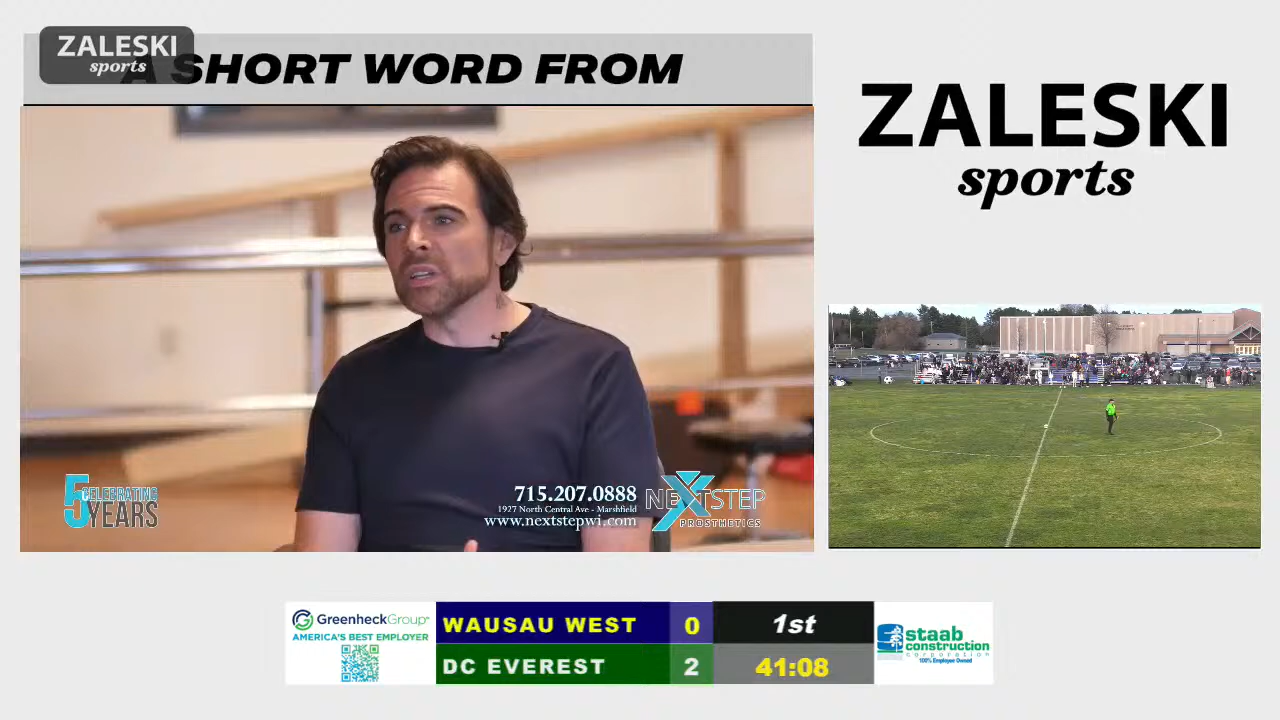 ZALESKI
sports
A SHORT WORD FROM
ZALESKI
sports
5 CELEBRATING
YEARS
715.207.0888
1927 North Central Ave - Marshfield
www.nextstepwi.com
NEXTSTEP
PROSTHETICS
GreenheckGroup
AMERICA'S BEST EMPLOYER
WAUSAU WEST 0 1st
DC EVEREST 2 41:08
staab
construction
corporation
100% Employee Owned